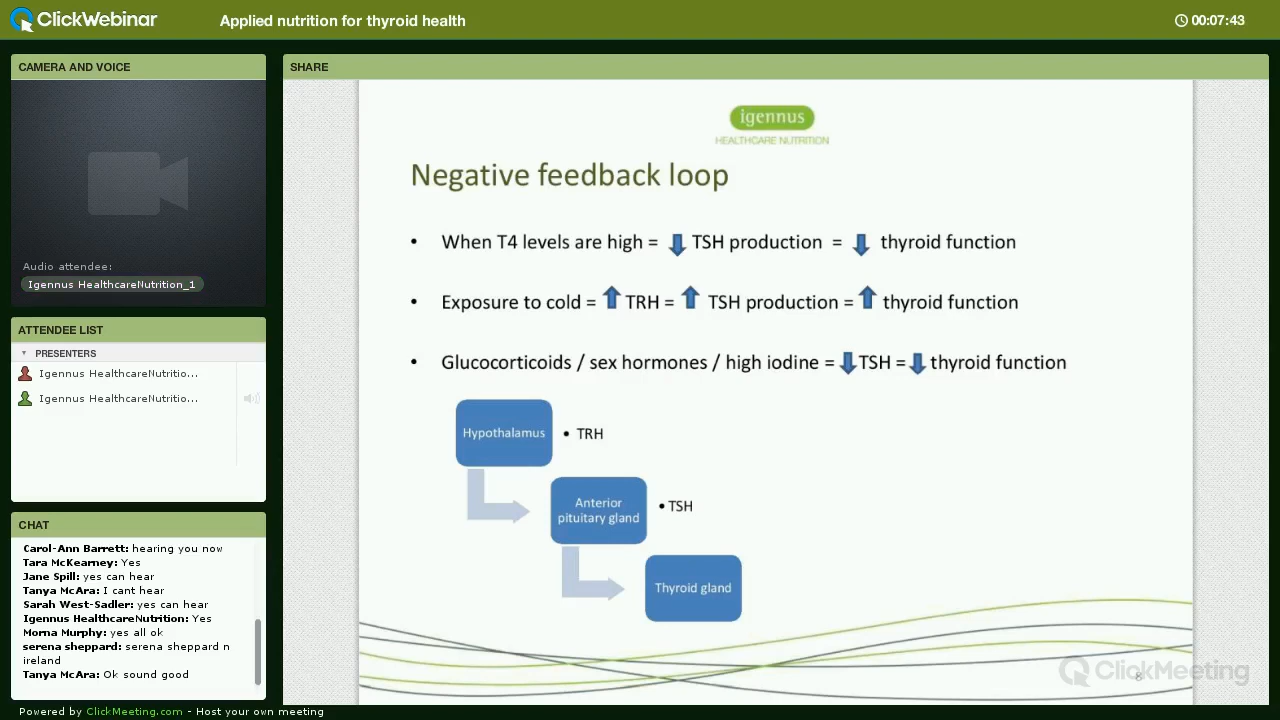 ClickWebinar
Applied nutrition for thyroid health
00:07:43
CAMERA AND VOICE
Audio attendee:
Igennus HealthcareNutrition_1
ATTENDEE LIST
PRESENTERS
Igennus HealthcareNutritio...
Igennus HealthcareNutritio...
CHAT
Carol-Ann Barrett: hearing you now
Tara McKearney: Yes
Jane Spill: yes can hear
Tanya McAra: I cant hear
Sarah West-Sadler: yes can hear
Igennus HealthcareNutrition: Yes
Morna Murphy: yes all ok
serena sheppard: serena sheppard n
ireland
Tanya McAra: Ok sound good
SHARE
igennus
HEALTHCARE NUTRITION
Negative feedback loop
• When T4 levels are high = ⬇ TSH production = ⬇ thyroid function
• Exposure to cold = ⬆ TRH = ⬆ TSH production = ⬆ thyroid function
• Glucocorticoids / sex hormones / high iodine = ⬇ TSH = ⬇ thyroid function
Hypothalamus
• TRH
Anterior
pituitary gland
• TSH
Thyroid gland
ClickMeeting
8
Powered by ClickMeeting.com - Host your own meeting